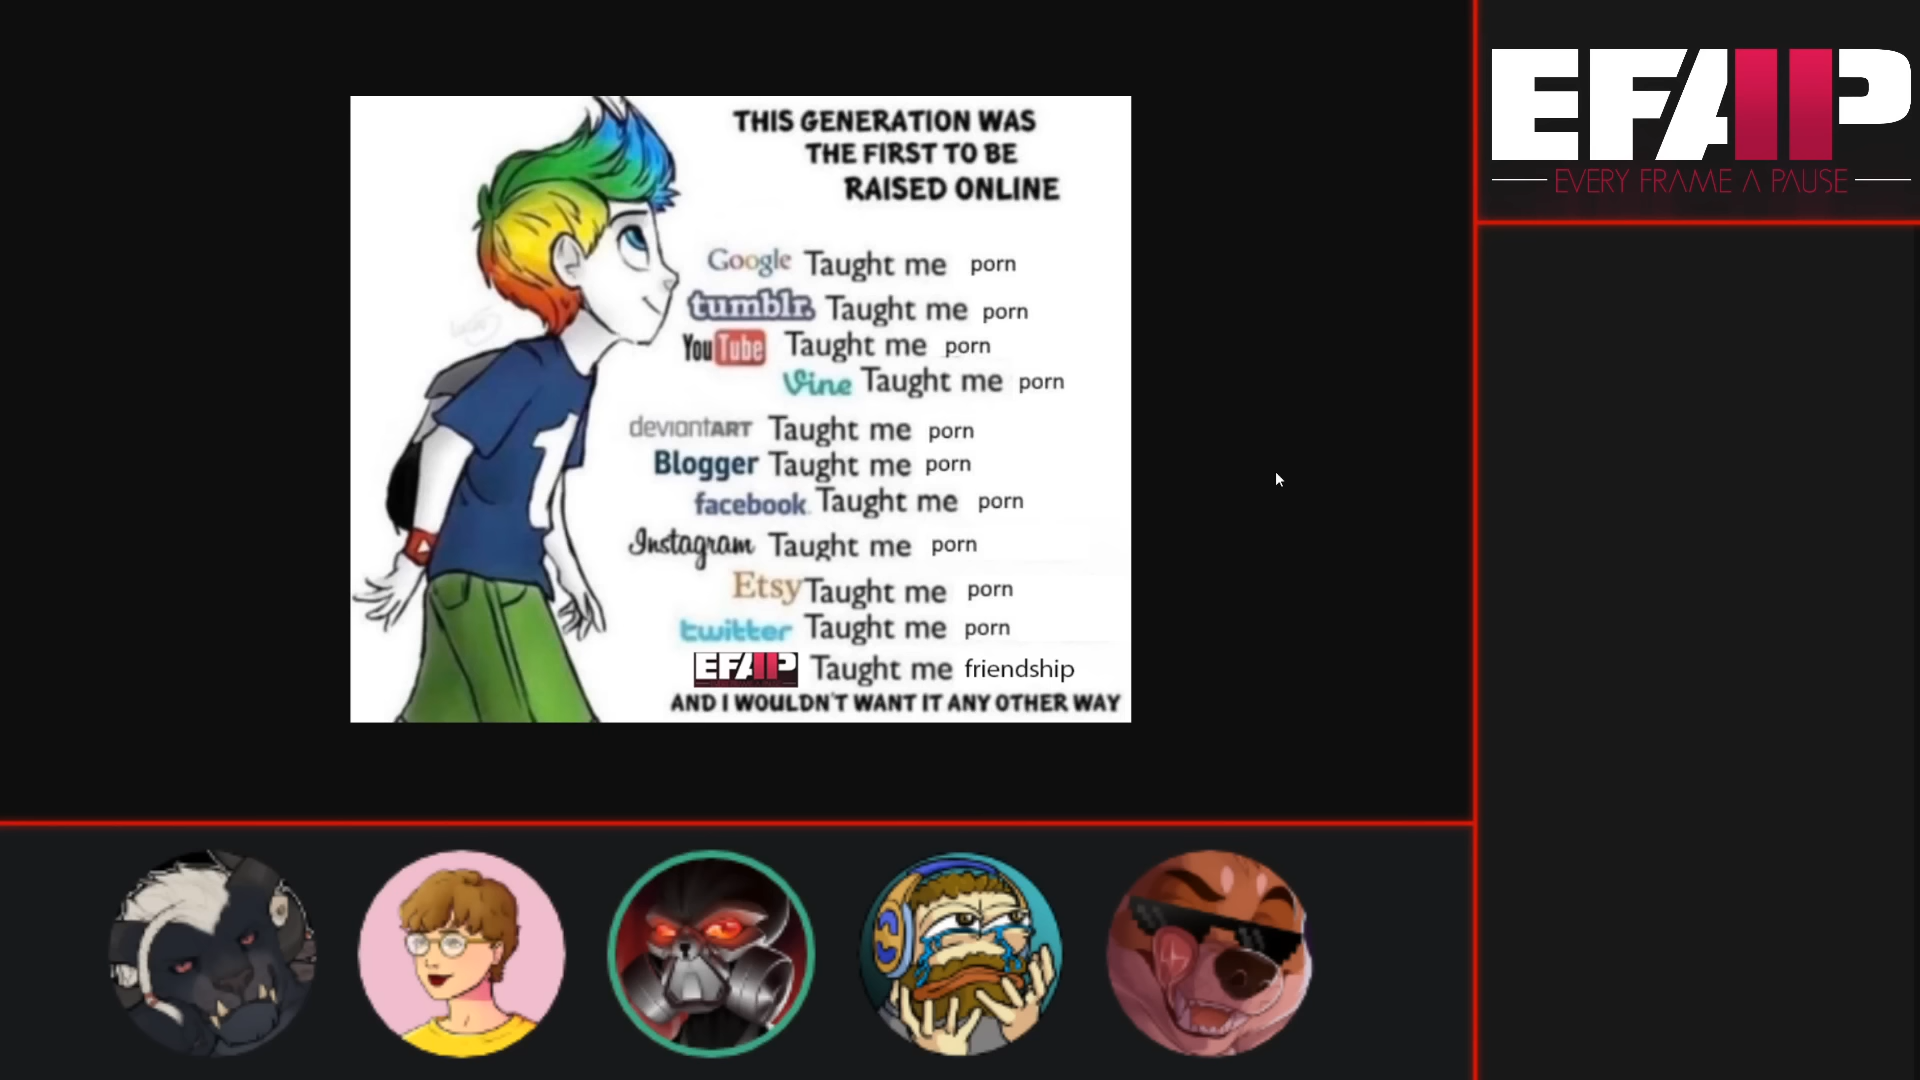 THIS GENERATION WAS
THE FIRST TO BE
RAISED ONLINE
Google Taught me porn
tumblr. Taught me porn
YouTube Taught me porn
Vine Taught me porn
deviantART Taught me porn
Blogger Taught me porn
facebook. Taught me porn
Instagram Taught me porn
Etsy Taught me porn
twitter Taught me porn
EFAP Taught me friendship
AND I WOULDN'T WANT IT ANY OTHER WAY
EFAP
EVERY FRAME A PAUSE